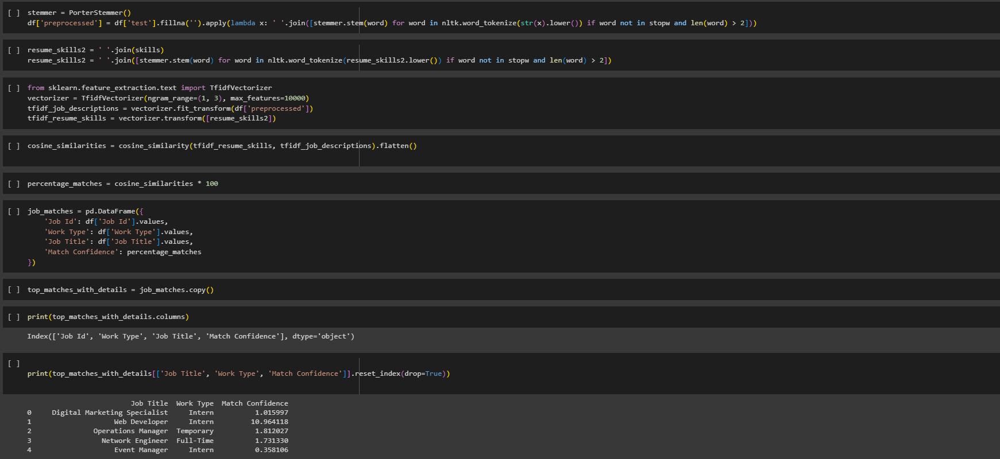 [ ] stemmer = PorterStemmer()
df['preprocessed'] = df['test'].fillna('').apply(lambda x: ' '.join([stemmer.stem(word) for word in nltk.word_tokenize(str(x).lower()) if word not in stopw and len(word) > 2]))
[ ] resume_skills2 = ' '.join(skills)
resume_skills2 = ' '.join([stemmer.stem(word) for word in nltk.word_tokenize(resume_skills2.lower()) if word not in stopw and len(word) > 2])
[ ] from sklearn.feature_extraction.text import TfidfVectorizer
vectorizer = TfidfVectorizer(ngram_range=(1, 3), max_features=10000)
tfidf_job_descriptions = vectorizer.fit_transform(df['preprocessed'])
tfidf_resume_skills = vectorizer.transform([resume_skills2])
[ ] cosine_similarities = cosine_similarity(tfidf_resume_skills, tfidf_job_descriptions).flatten()
[ ] percentage_matches = cosine_similarities * 100
[ ] job_matches = pd.DataFrame({
    'Job Id': df['Job Id'].values,
    'Work Type': df['Work Type'].values,
    'Job Title': df['Job Title'].values,
    'Match Confidence': percentage_matches
})
[ ] top_matches_with_details = job_matches.copy()
[ ] print(top_matches_with_details.columns)
Index(['Job Id', 'Work Type', 'Job Title', 'Match Confidence'], dtype='object')
[ ]
print(top_matches_with_details[['Job Title', 'Work Type', 'Match Confidence']].reset_index(drop=True))
Job Title Work Type Match Confidence
0 Digital Marketing Specialist Intern 1.015997
1 Web Developer Intern 10.964118
2 Operations Manager Temporary 1.812027
3 Network Engineer Full-Time 1.731330
4 Event Manager Intern 0.358106